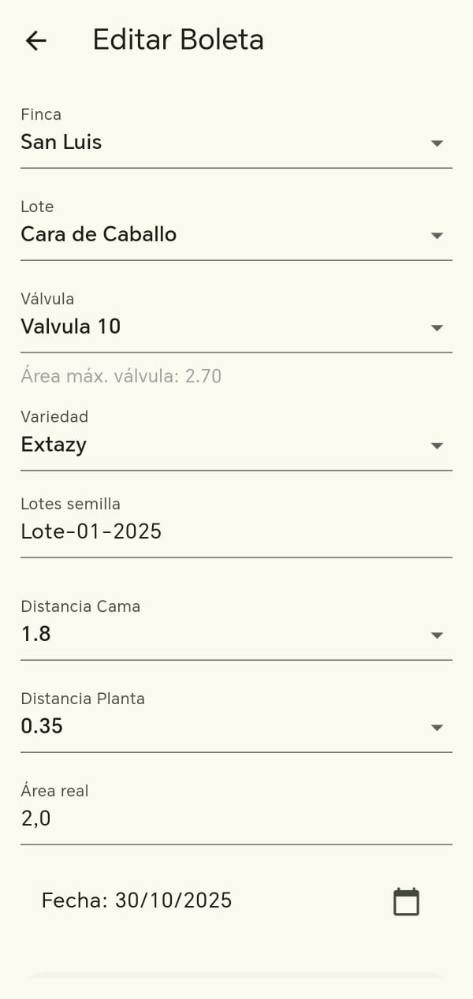 Editar Boleta
Finca
San Luis
Lote
Cara de Caballo
Válvula
Valvula 10
Área máx. válvula: 2.70
Variedad
Extazy
Lotes semilla
Lote-01-2025
Distancia Cama
1.8
Distancia Planta
0.35
Área real
2,0
Fecha: 30/10/2025